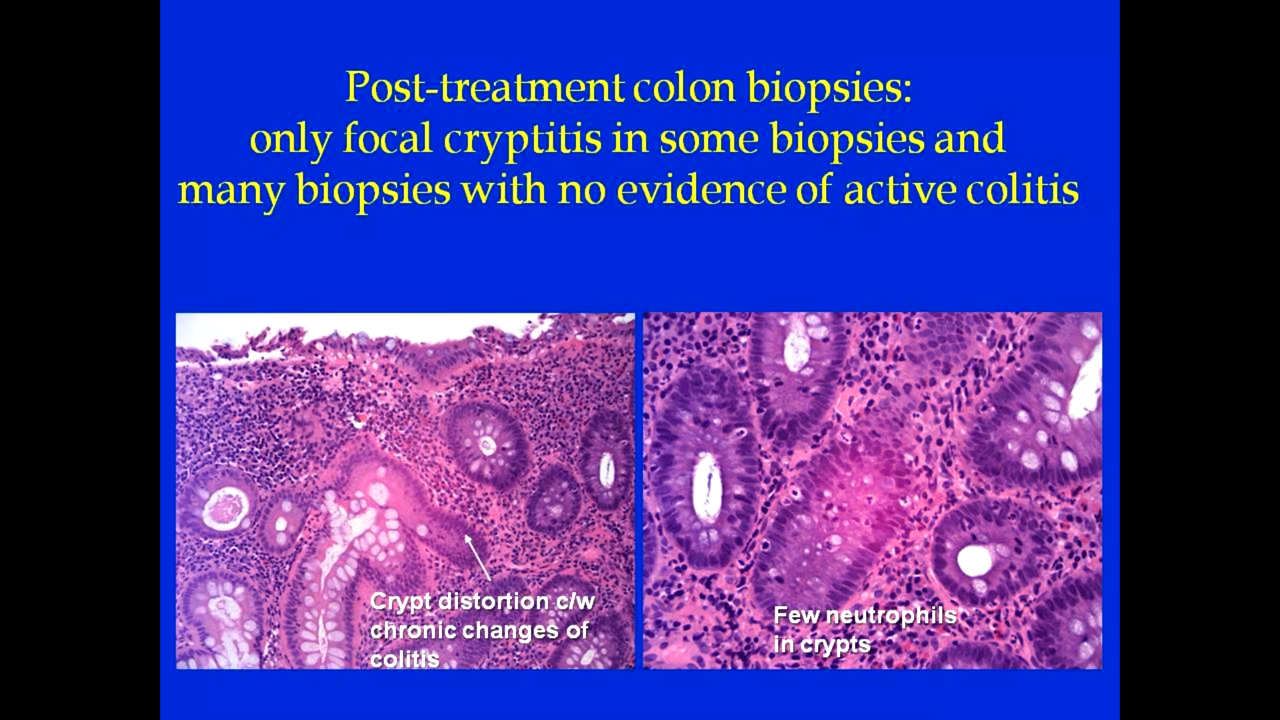 Post-treatment colon biopsies:
only focal cryptitis in some biopsies and
many biopsies with no evidence of active colitis
Crypt distortion c/w
chronic changes of
colitis
Few neutrophils
in crypts